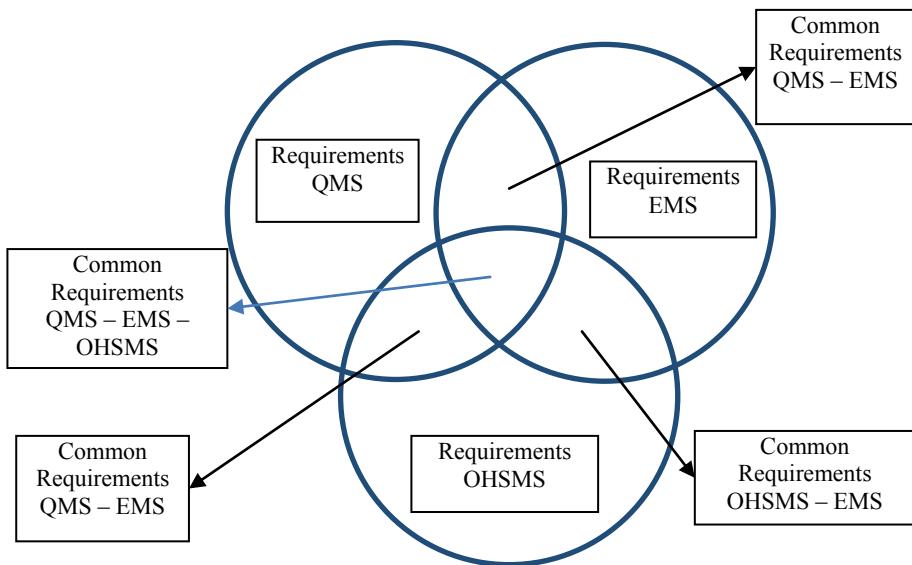 Common
Requirements
QMS – EMS
Requirements
QMS
Requirements
EMS
Common
Requirements
QMS – EMS –
OHSMS
Common
Requirements
QMS – EMS
Requirements
OHSMS
Common
Requirements
OHSMS – EMS